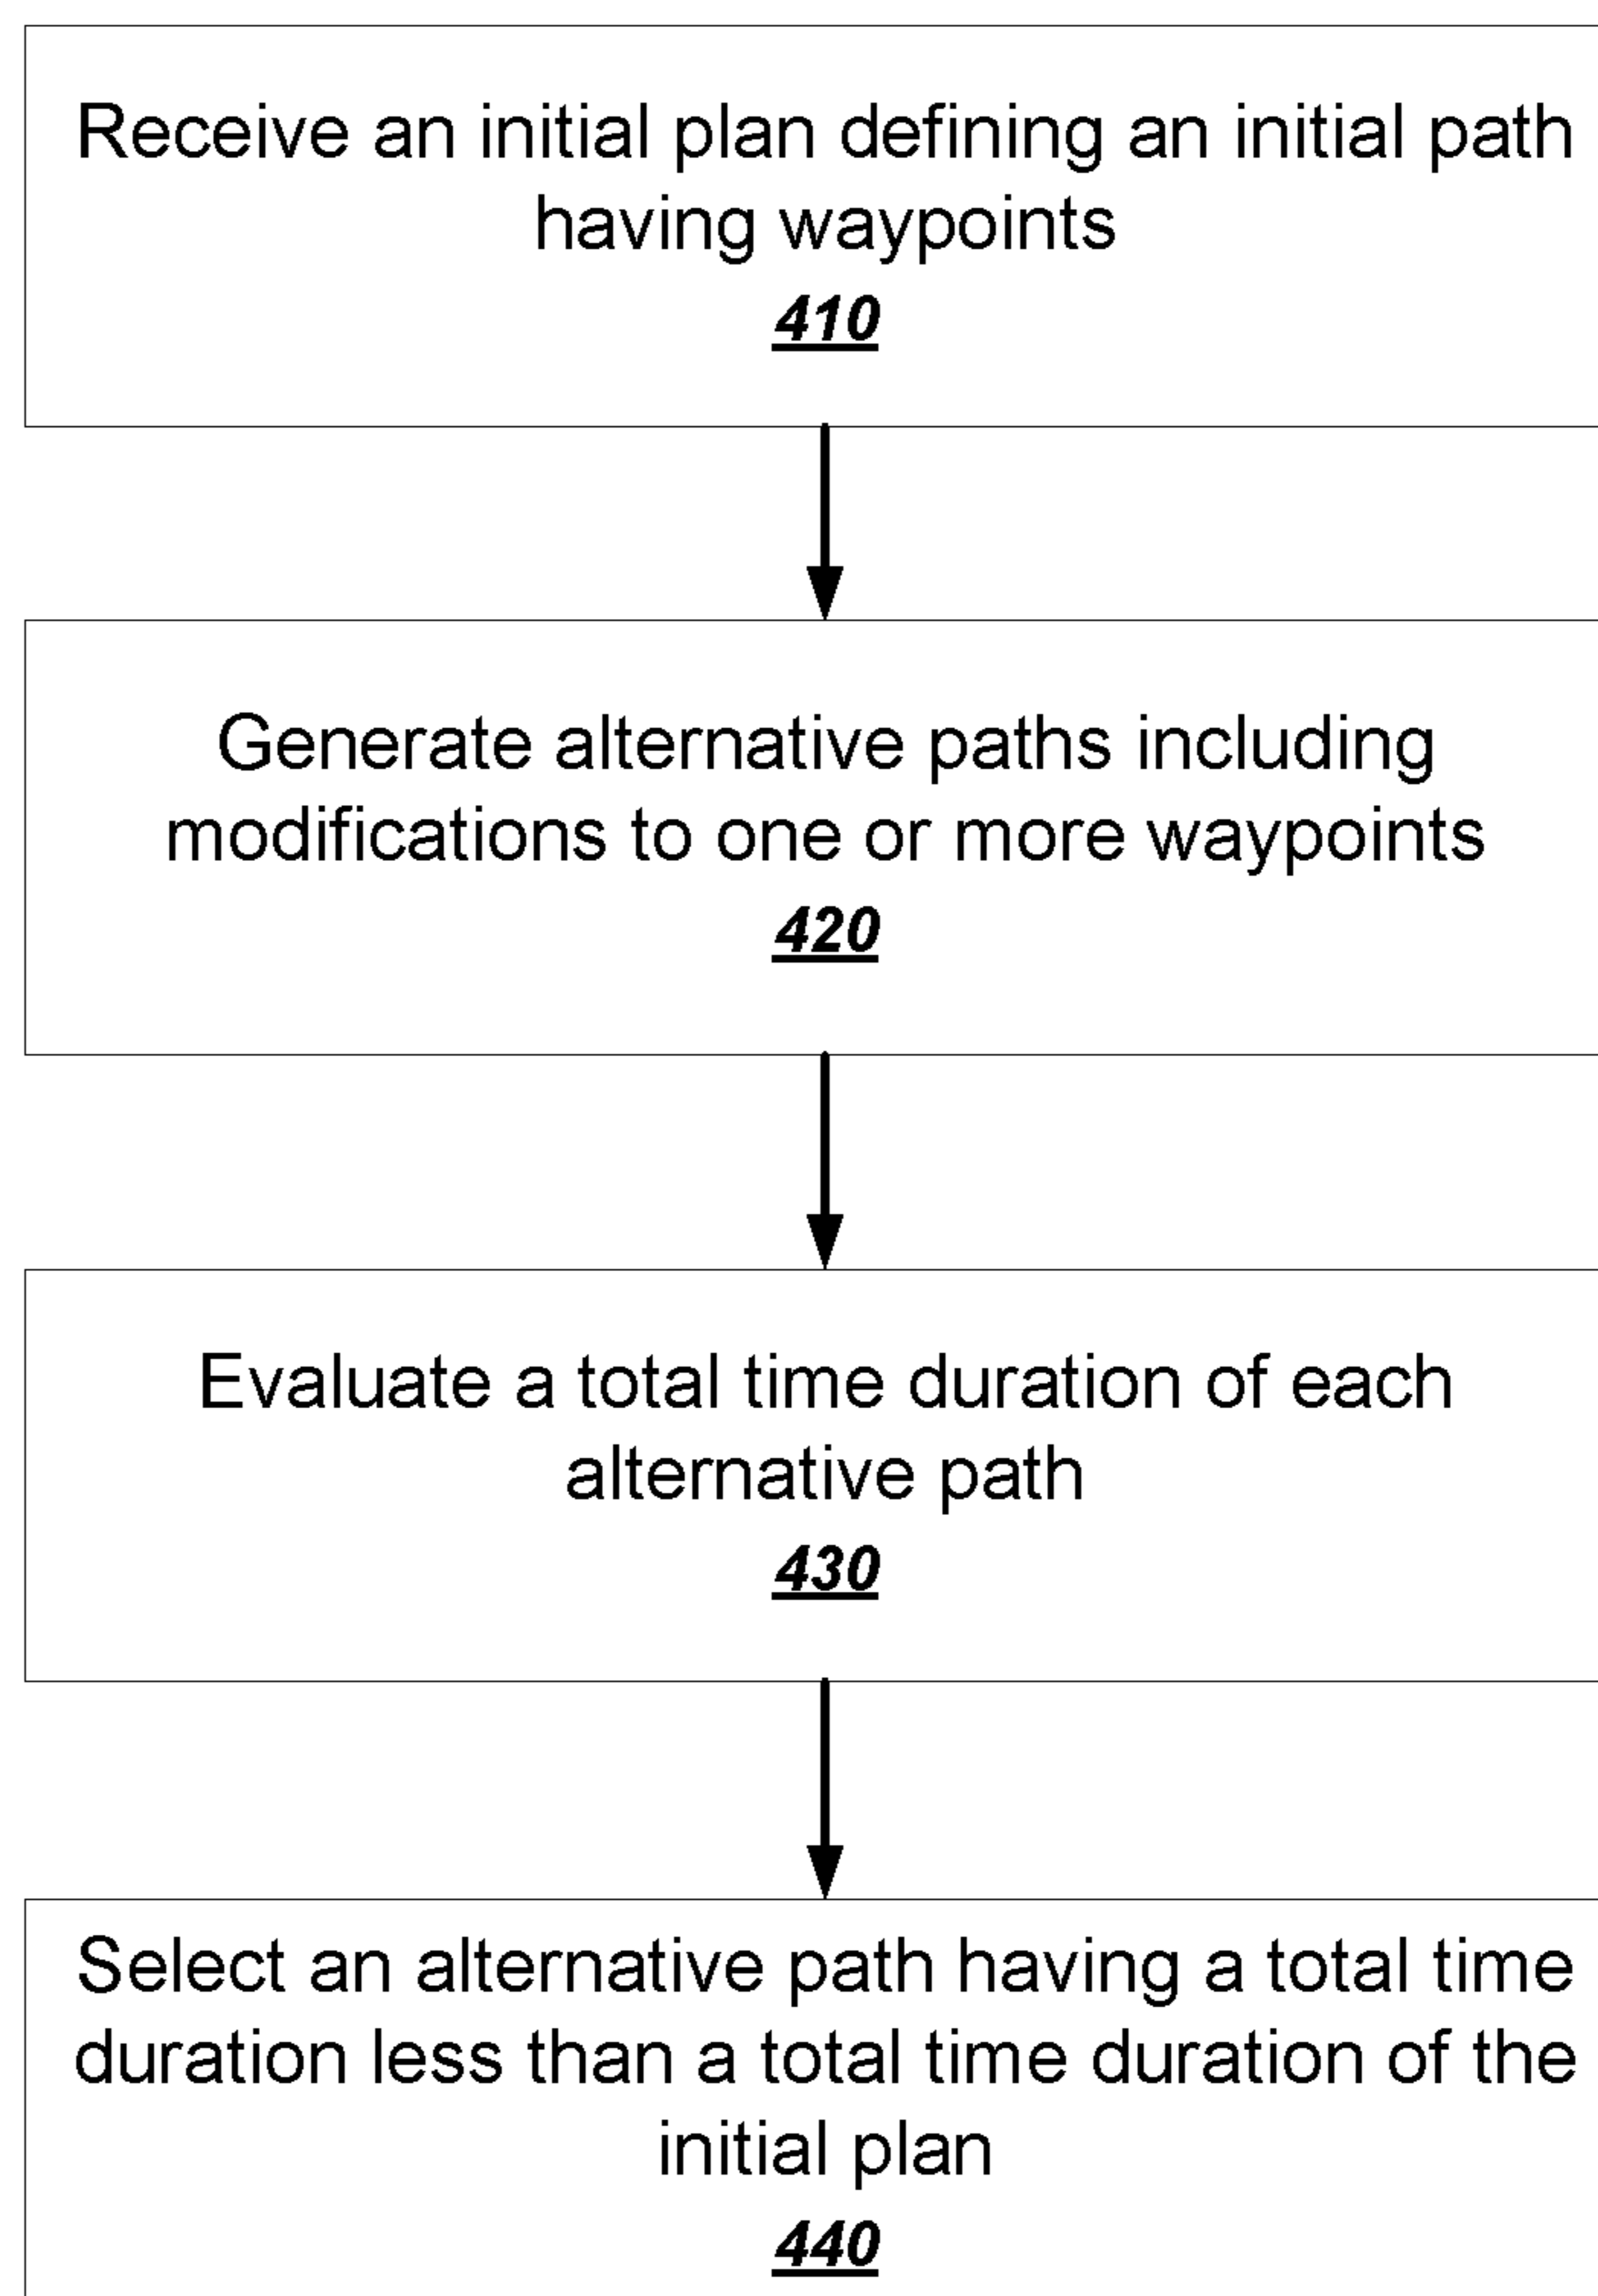 Receive an initial plan defining an initial path
having waypoints
410
Generate alternative paths including
modifications to one or more waypoints
420
Evaluate a total time duration of each
alternative path
430
Select an alternative path having a total time
duration less than a total time duration of the
initial plan
440